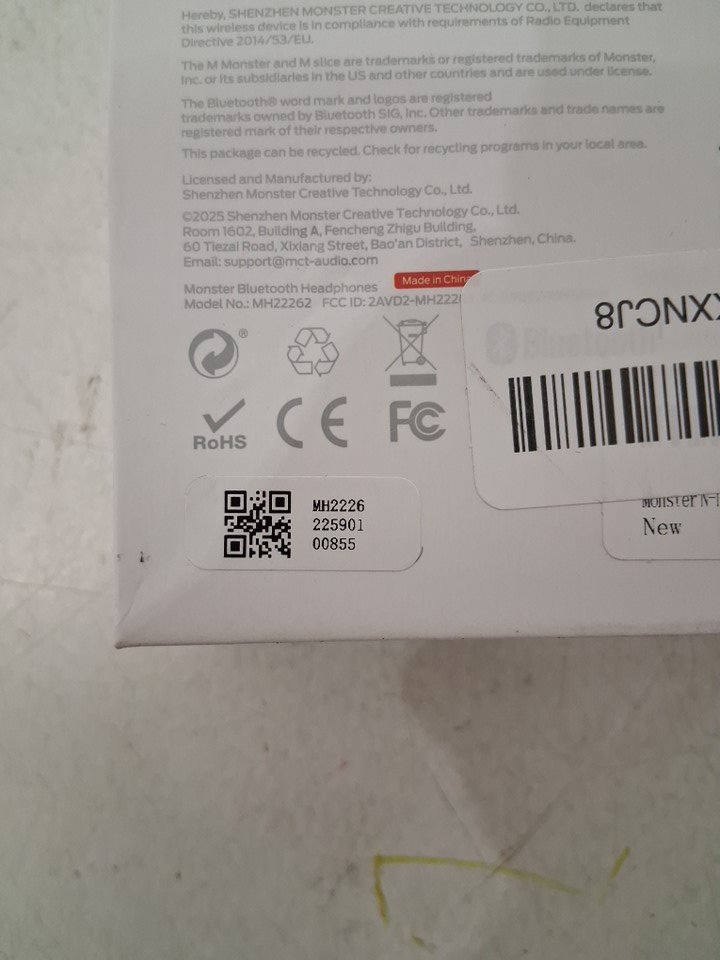 Hereby, SHENZHEN MONSTER CREATIVE TECHNOLOGY CO., LTD. declares that
this wireless device is in compliance with requirements of Radio Equipment
Directive 2014/53/EU.
The M Monster and M slice are trademarks or registered trademarks of Monster,
Inc. or its subsidiaries in the US and other countries and are used under license.
The Bluetooth® word mark and logos are registered
trademarks owned by Bluetooth SIG, Inc. Other trademarks and trade names are
registered mark of their respective owners.
This package can be recycled. Check for recycling programs in your local area.
Licensed and Manufactured by:
Shenzhen Monster Creative Technology Co., Ltd.
©2025 Shenzhen Monster Creative Technology Co., Ltd.
Room 1602, Building A, Fencheng Zhigu Building,
60 Tiezai Road, Xixiang Street, Bao'an District, Shenzhen, China.
Email: support@mct-audio.com
Monster Bluetooth Headphones
Made in China
Model No.: MH22262 FCC ID: 2AVD2-MH222
Bluetooth
®
RoHS
CE
FC
MH2226
225901
00855
Monster N-
New